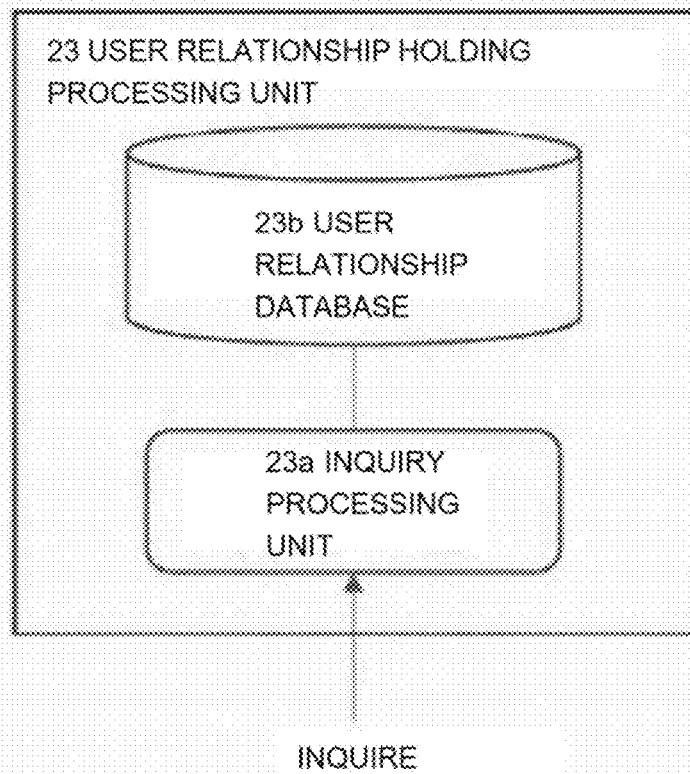 23 USER RELATIONSHIP HOLDING
PROCESSING UNIT
23b USER
RELATIONSHIP
DATABASE
23a INQUIRY
PROCESSING
UNIT
INQUIRE